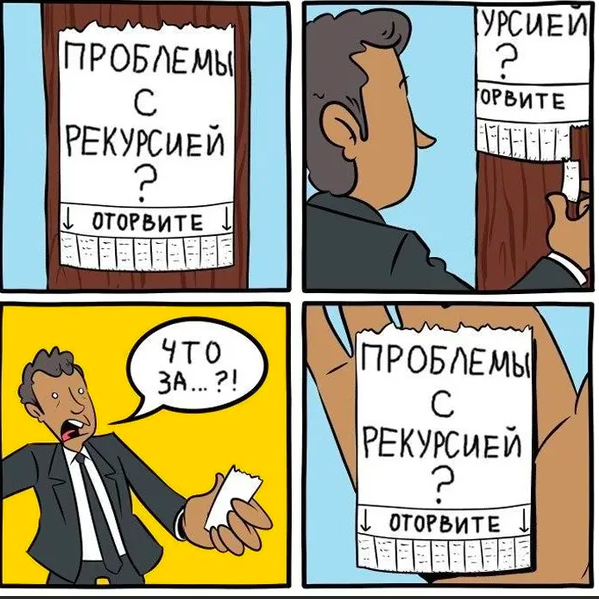 ПРОБЛЕМЫ
С
РЕКУРСИЕЙ
?
↓ ОТОРВИТЕ ↓
УРСИЕЙ
?
ОРВИТЕ
ЧТО
ЗА... ?!
ПРОБЛЕМЫ
С
РЕКУРСИЕЙ
?
↓ ОТОРВИТЕ ↓